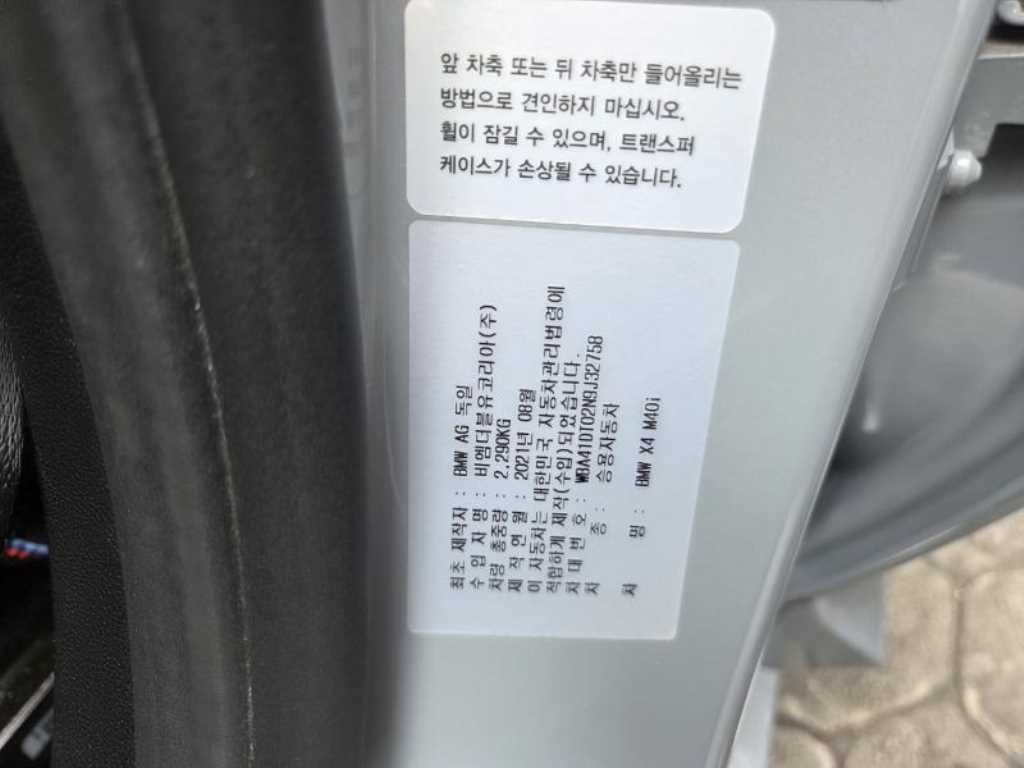 앞 차축 또는 뒤 차축만 들어올리는
방법으로 견인하지 마십시오.
휠이 잠길 수 있으며, 트랜스퍼
케이스가 손상될 수 있습니다.
최초 제작자 : BMW AG 독일
수 입 자 명 : 비엠더블유코리아(주)
차량 총중량 : 2,290KG
제 작 연 월 : 2021년 08월
이 자동차는 대한민국 자동차관리법령에
적합하게 제작(수입)되었습니다.
차 대 번 호 : WBA41DT02N9J32758
차 종 : 승용자동차
차 명 : BMW X4 M40i